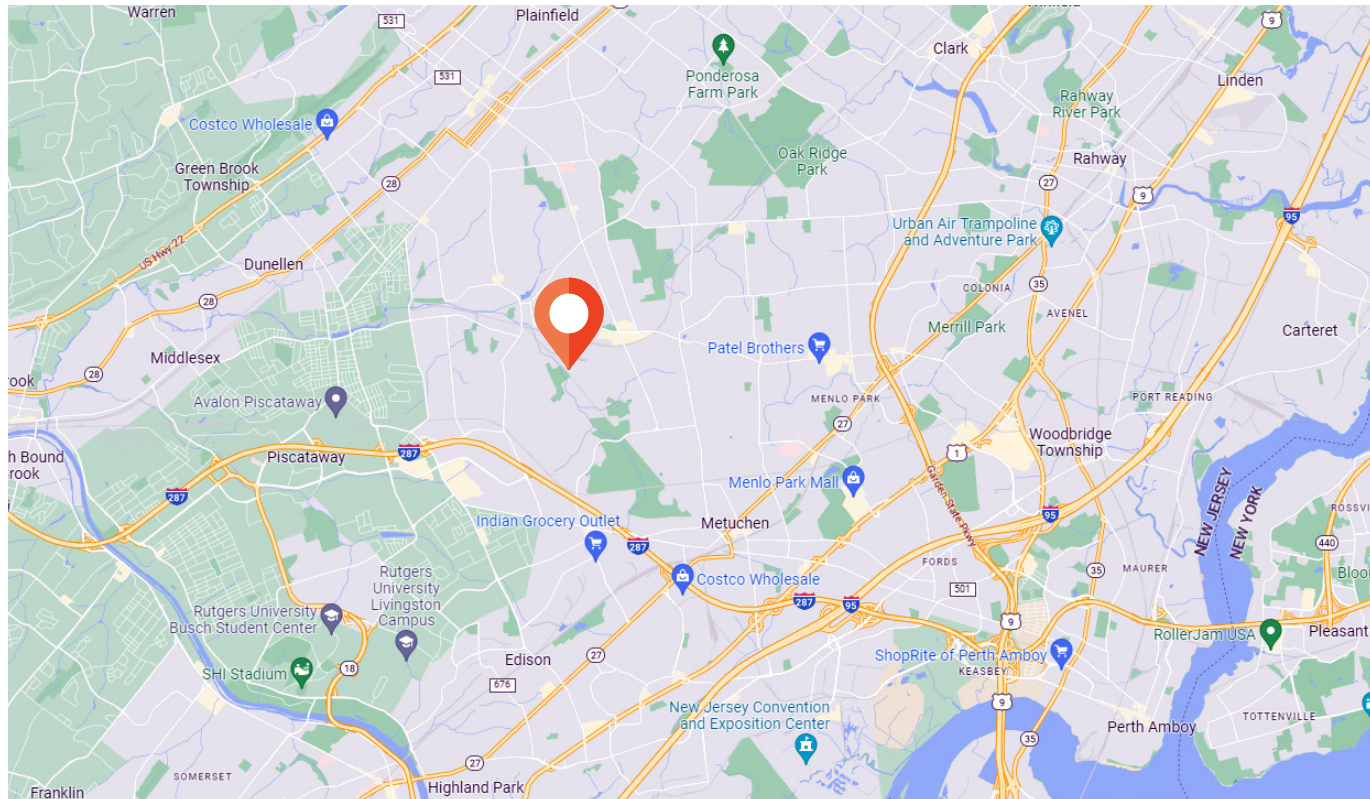 Warren
531
Plainfield
9
Clark
Linden
531
Ponderosa
Farm Park
Rahway
River Park
Costco Wholesale
Green Brook
Township
Oak Ridge
Park
Rahway
28
27
9
95
US Hwy 22
Urban Air Trampoline
and Adventure Park
Dunellen
28
COLONIA
35
AVENEL
Merrill Park
Carteret
Middlesex
Patel Brothers
28
rook
Avalon Piscataway
MENLO PARK
PORT READING
27
Woodbridge
Township
h Bound
rook
Piscataway
287
1
287
Menlo Park Mall
Garden State Pkwy
NEW JERSEY
NEW YORK
95
ROSSV
Indian Grocery Outlet
Metuchen
287
440
FORDS
35
MAURER
Rutgers
University
Livingston
Campus
Costco Wholesale
501
Bloo
287
95
Rutgers University
Busch Student Center
9
RollerJam USA
Pleasant
SHI Stadium
18
Edison
27
ShopRite of Perth Amboy
KEASBEY
676
New Jersey Convention
and Exposition Center
9
TOTTENVILLE
Perth Amboy
35
27
SOMERSET
Highland Park
Franklin